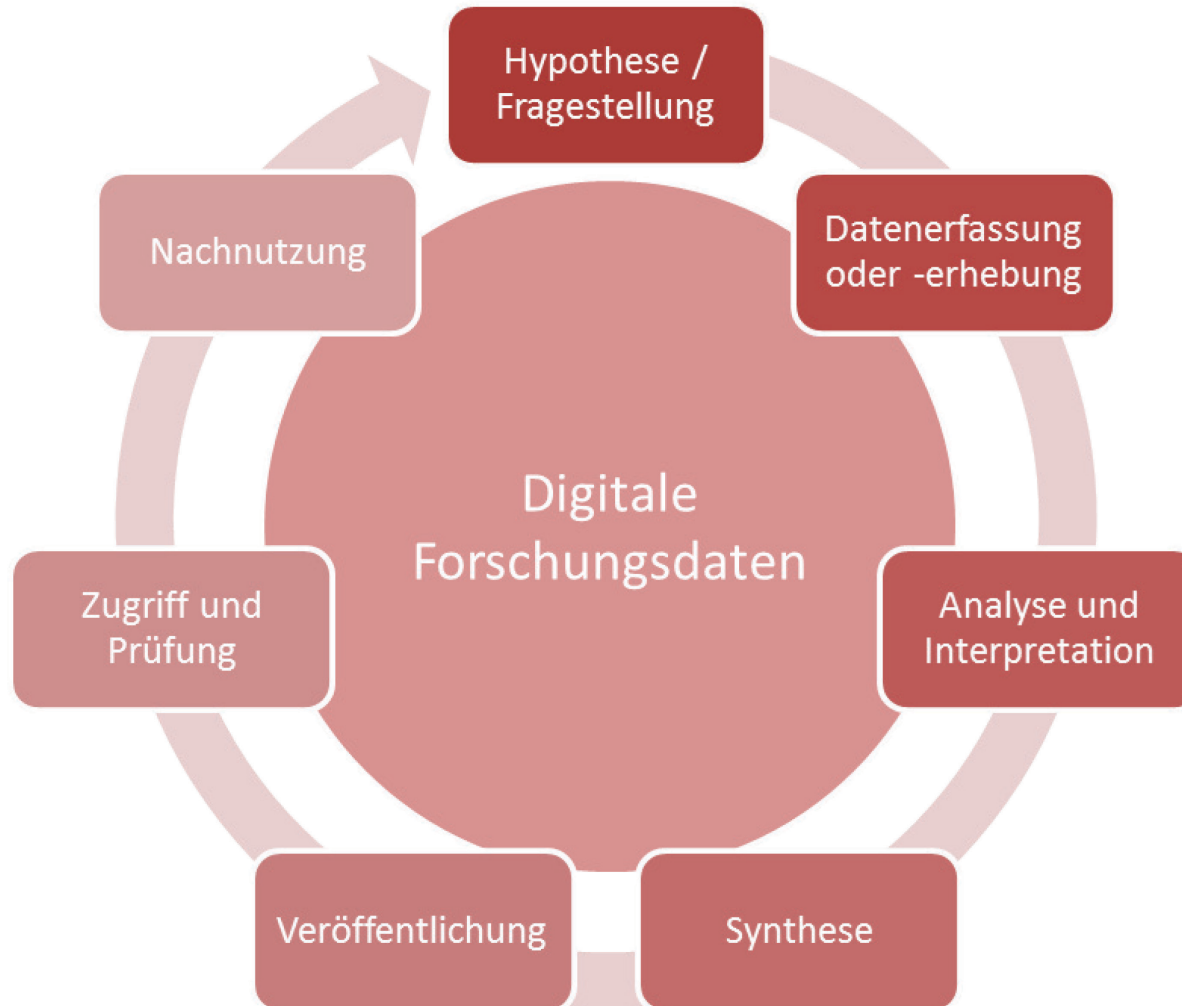 Hypothese /
Fragestellung
Datenerfassung
oder -erhebung
Analyse und
Interpretation
Synthese
Veröffentlichung
Zugriff und
Prüfung
Nachnutzung
Digitale
Forschungsdaten